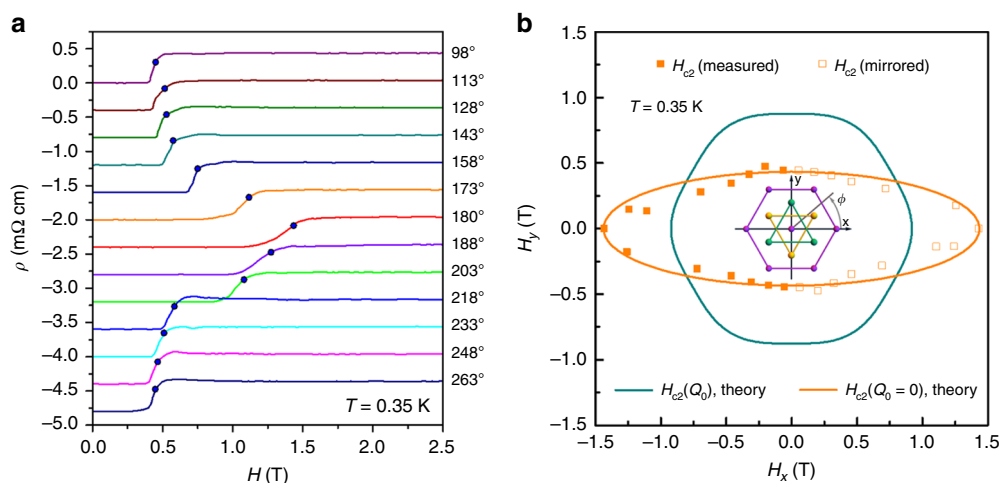 a
b
ρ (mΩ cm)
0.5
0.0
−0.5
−1.0
−1.5
−2.0
−2.5
−3.0
−3.5
−4.0
−4.5
−5.0
98°
113°
128°
143°
158°
173°
180°
188°
203°
218°
233°
248°
263°
T = 0.35 K
0.0 0.5 1.0 1.5 2.0 2.5
H (T)
H_y (T)
1.5
1.0
0.5
0.0
−0.5
−1.0
−1.5
H_c2 (measured) H_c2 (mirrored)
T = 0.35 K
y
ϕ
x
H_c2(Q_0), theory H_c2(Q_0 = 0), theory
−1.5 −1.0 −0.5 0.0 0.5 1.0 1.5
H_x (T)